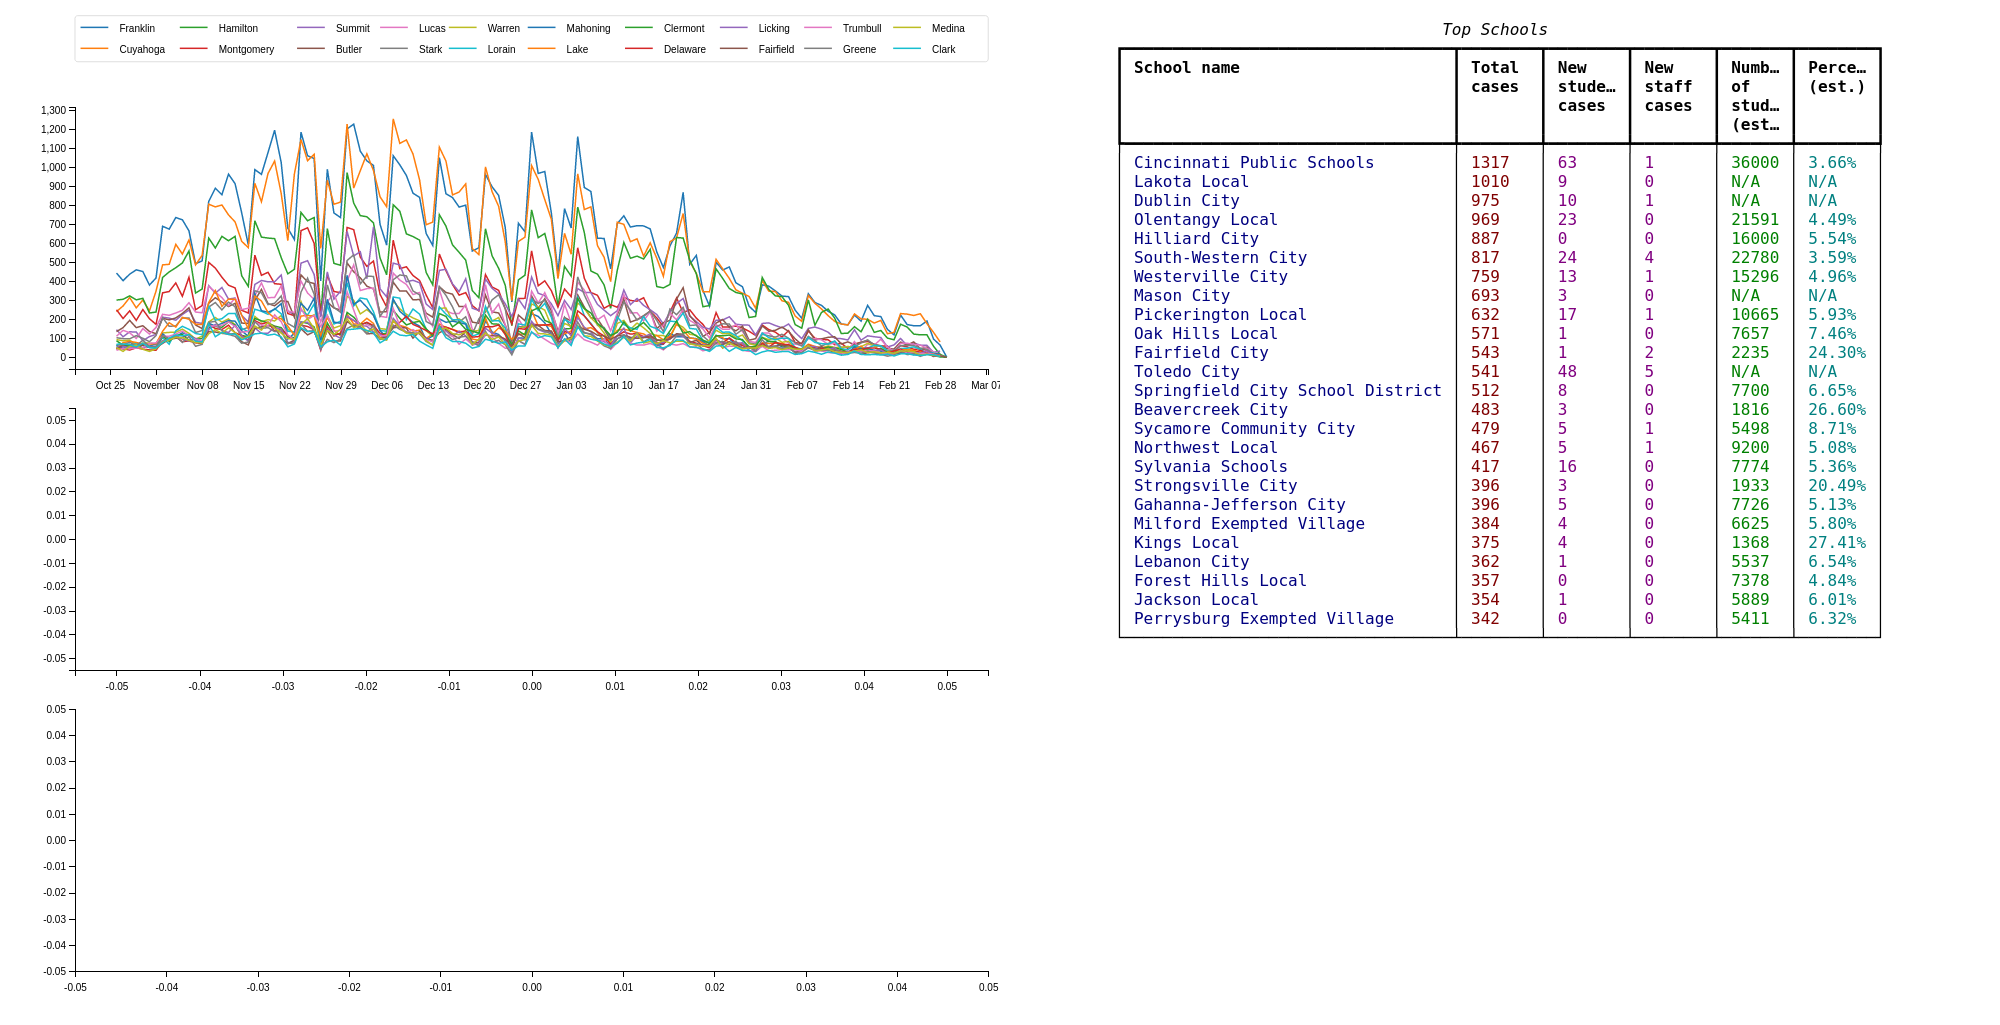 Franklin Hamilton Summit Lucas Warren Mahoning Clermont Licking Trumbull Medina
Cuyahoga Montgomery Butler Stark Lorain Lake Delaware Fairfield Greene Clark
1,300
1,200
1,100
1,000
900
800
700
600
500
400
300
200
100
0
Oct 25 November Nov 08 Nov 15 Nov 22 Nov 29 Dec 06 Dec 13 Dec 20 Dec 27 Jan 03 Jan 10 Jan 17 Jan 24 Jan 31 Feb 07 Feb 14 Feb 21 Feb 28 Mar 07
0.05
0.04
0.03
0.02
0.01
0.00
-0.01
-0.02
-0.03
-0.04
-0.05
-0.05 -0.04 -0.03 -0.02 -0.01 0.00 0.01 0.02 0.03 0.04 0.05
0.05
0.04
0.03
0.02
0.01
0.00
-0.01
-0.02
-0.03
-0.04
-0.05
-0.05 -0.04 -0.03 -0.02 -0.01 0.00 0.01 0.02 0.03 0.04 0.05
Top Schools
School name Total New New Numb… Perce…
cases stude… staff of (est.)
cases cases stud…
(est…
Cincinnati Public Schools 1317 63 1 36000 3.66%
Lakota Local 1010 9 0 N/A N/A
Dublin City 975 10 1 N/A N/A
Olentangy Local 969 23 0 21591 4.49%
Hilliard City 887 0 0 16000 5.54%
South-Western City 817 24 4 22780 3.59%
Westerville City 759 13 1 15296 4.96%
Mason City 693 3 0 N/A N/A
Pickerington Local 632 17 1 10665 5.93%
Oak Hills Local 571 1 0 7657 7.46%
Fairfield City 543 1 2 2235 24.30%
Toledo City 541 48 5 N/A N/A
Springfield City School District 512 8 0 7700 6.65%
Beavercreek City 483 3 0 1816 26.60%
Sycamore Community City 479 5 1 5498 8.71%
Northwest Local 467 5 1 9200 5.08%
Sylvania Schools 417 16 0 7774 5.36%
Strongsville City 396 3 0 1933 20.49%
Gahanna-Jefferson City 396 5 0 7726 5.13%
Milford Exempted Village 384 4 0 6625 5.80%
Kings Local 375 4 0 1368 27.41%
Lebanon City 362 1 0 5537 6.54%
Forest Hills Local 357 0 0 7378 4.84%
Jackson Local 354 1 0 5889 6.01%
Perrysburg Exempted Village 342 0 0 5411 6.32%